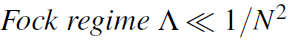 Fock regime Λ ≪ 1/N²